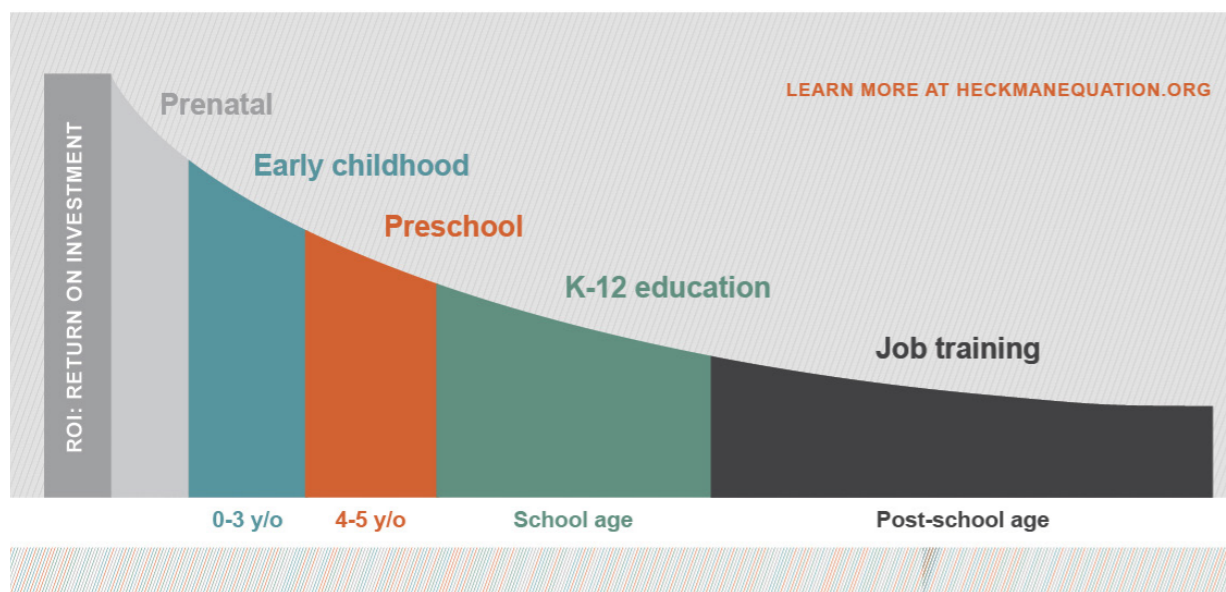 LEARN MORE AT HECKMANEQUATION.ORG
ROI: RETURN ON INVESTMENT
Prenatal
Early childhood
Preschool
K-12 education
Job training
0-3 y/o
4-5 y/o
School age
Post-school age